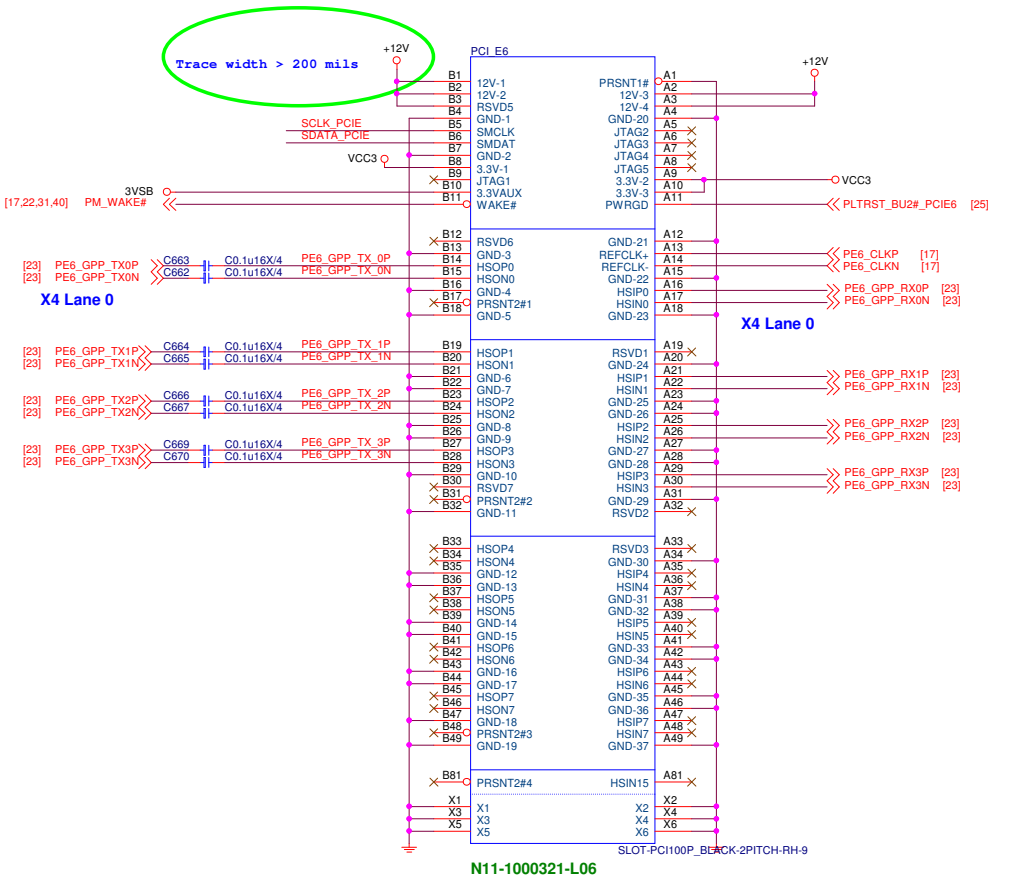 +12V
Trace width > 200 mils
PCI_E6
+12V
B1 12V-1 PRSNT1# A1
B2 12V-2 12V-3 A2
B3 RSVD5 12V-4 A3
B4 GND-1 GND-20 A4
SCLK_PCIE B5 SMCLK JTAG2 A5
SDATA_PCIE B6 SMDAT JTAG3 A6
B7 GND-2 JTAG4 A7
VCC3 B8 3.3V-1 JTAG5 A8
B9 JTAG1 3.3V-2 A9 VCC3
3VSB B10 3.3VAUX 3.3V-3 A10
[17,22,31,40] PM_WAKE# B11 WAKE# PWRGD A11 PLTRST_BU2#_PCIE6 [25]
B12 RSVD6 GND-21 A12
B13 GND-3 REFCLK+ A13 PE6_CLKP [17]
[23] PE6_GPP_TX0P C663 C0.1u16X/4 PE6_GPP_TX_0P B14 HSOP0 REFCLK- A14 PE6_CLKN [17]
[23] PE6_GPP_TX0N C662 C0.1u16X/4 PE6_GPP_TX_0N B15 HSON0 GND-22 A15
B16 GND-4 HSIP0 A16 PE6_GPP_RX0P [23]
X4 Lane 0 B17 PRSNT2#1 HSIN0 A17 PE6_GPP_RX0N [23]
B18 GND-5 GND-23 A18
X4 Lane 0
[23] PE6_GPP_TX1P C664 C0.1u16X/4 PE6_GPP_TX_1P B19 HSOP1 RSVD1 A19
[23] PE6_GPP_TX1N C665 C0.1u16X/4 PE6_GPP_TX_1N B20 HSON1 GND-24 A20
B21 GND-6 HSIP1 A21 PE6_GPP_RX1P [23]
B22 GND-7 HSIN1 A22 PE6_GPP_RX1N [23]
[23] PE6_GPP_TX2P C666 C0.1u16X/4 PE6_GPP_TX_2P B23 HSOP2 GND-25 A23
[23] PE6_GPP_TX2N C667 C0.1u16X/4 PE6_GPP_TX_2N B24 HSON2 GND-26 A24
B25 GND-8 HSIP2 A25 PE6_GPP_RX2P [23]
B26 GND-9 HSIN2 A26 PE6_GPP_RX2N [23]
[23] PE6_GPP_TX3P C669 C0.1u16X/4 PE6_GPP_TX_3P B27 HSOP3 GND-27 A27
[23] PE6_GPP_TX3N C670 C0.1u16X/4 PE6_GPP_TX_3N B28 HSON3 GND-28 A28
B29 GND-10 HSIP3 A29 PE6_GPP_RX3P [23]
B30 RSVD7 HSIN3 A30 PE6_GPP_RX3N [23]
B31 PRSNT2#2 GND-29 A31
B32 GND-11 RSVD2 A32
B33 HSOP4 RSVD3 A33
B34 HSON4 GND-30 A34
B35 GND-12 HSIP4 A35
B36 GND-13 HSIN4 A36
B37 HSOP5 GND-31 A37
B38 HSON5 GND-32 A38
B39 GND-14 HSIP5 A39
B40 GND-15 HSIN5 A40
B41 HSOP6 GND-33 A41
B42 HSON6 GND-34 A42
B43 GND-16 HSIP6 A43
B44 GND-17 HSIN6 A44
B45 HSOP7 GND-35 A45
B46 HSON7 GND-36 A46
B47 GND-18 HSIP7 A47
B48 PRSNT2#3 HSIN7 A48
B49 GND-19 GND-37 A49
B81 PRSNT2#4 HSIN15 A81
X1 X1 X2 X2
X3 X3 X4 X4
X5 X5 X6 X6
SLOT-PCI100P_BLACK-2PITCH-RH-9
N11-1000321-L06